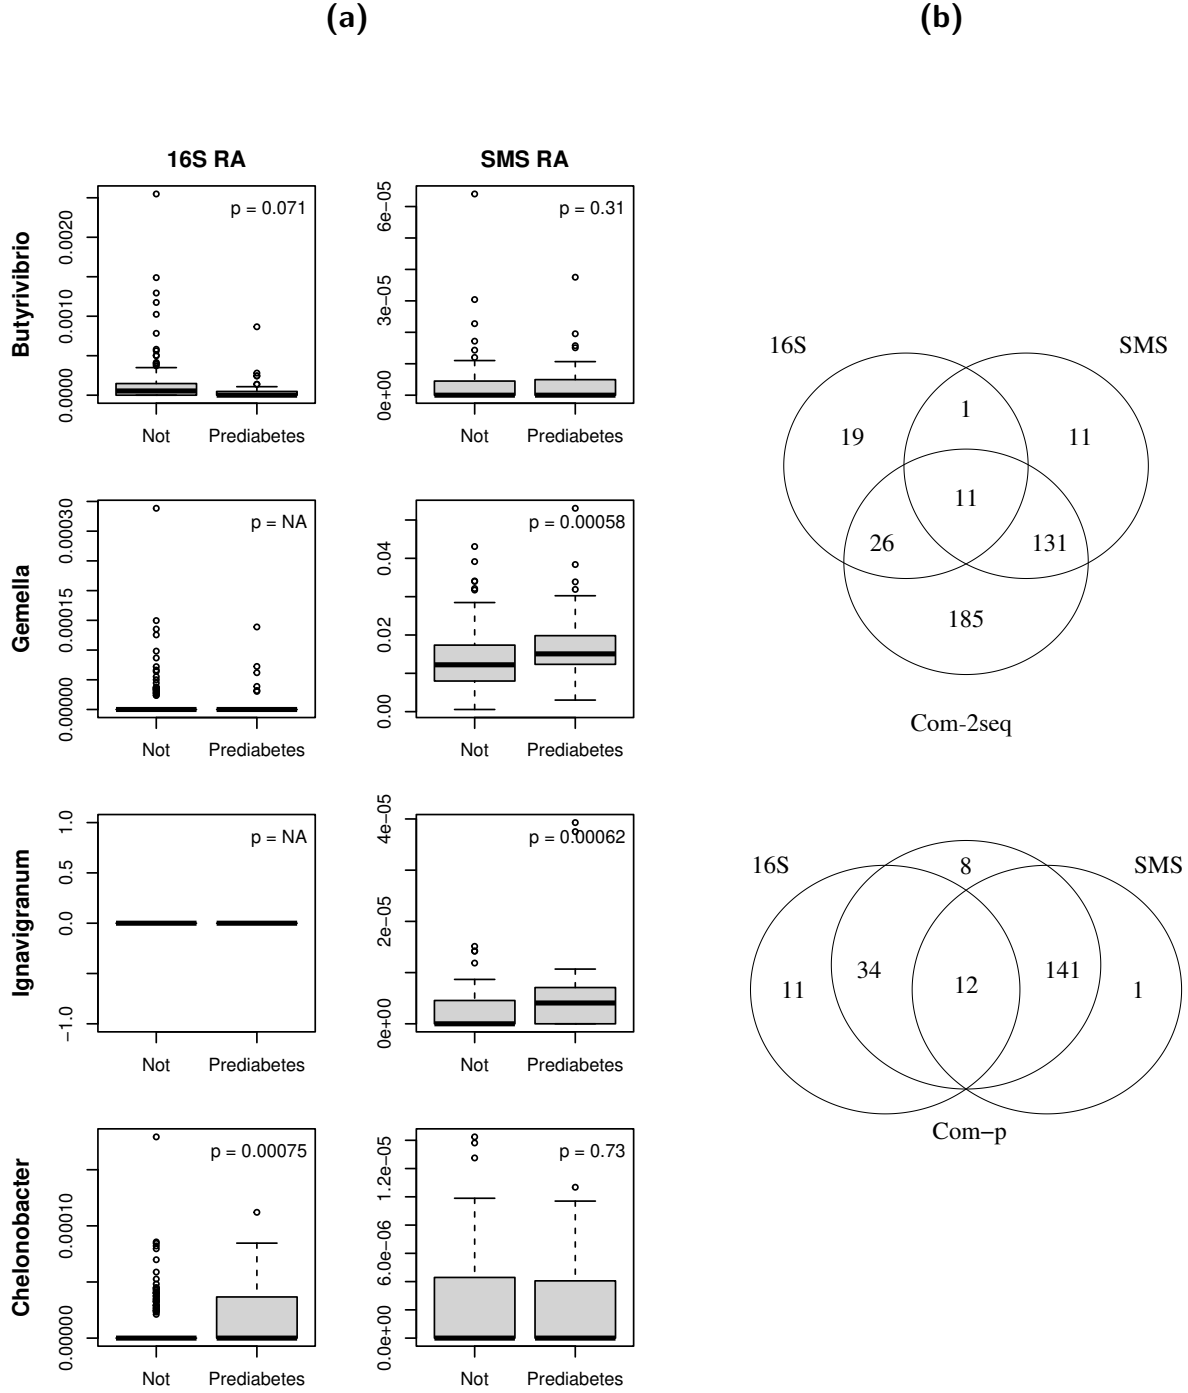 (a)
(b)
16S RA
SMS RA
Butyrivibrio
0.0000
0.0010
0.0020
p = 0.071
Not
Prediabetes
0e+00
3e−05
6e−05
p = 0.31
Not
Prediabetes
Gemella
0.00000
0.00015
0.00030
p = NA
Not
Prediabetes
0.00
0.02
0.04
p = 0.00058
Not
Prediabetes
Ignavigranum
−1.0
0.0
0.5
1.0
p = NA
Not
Prediabetes
0e+00
2e−05
4e−05
p = 0.00062
Not
Prediabetes
Chelonobacter
0.00000
0.00010
p = 0.00075
Not
Prediabetes
0.0e+00
6.0e−06
1.2e−05
p = 0.73
Not
Prediabetes
16S
SMS
1
19
11
11
26
131
185
Com-2seq
16S
SMS
8
34
141
11
12
1
Com−p